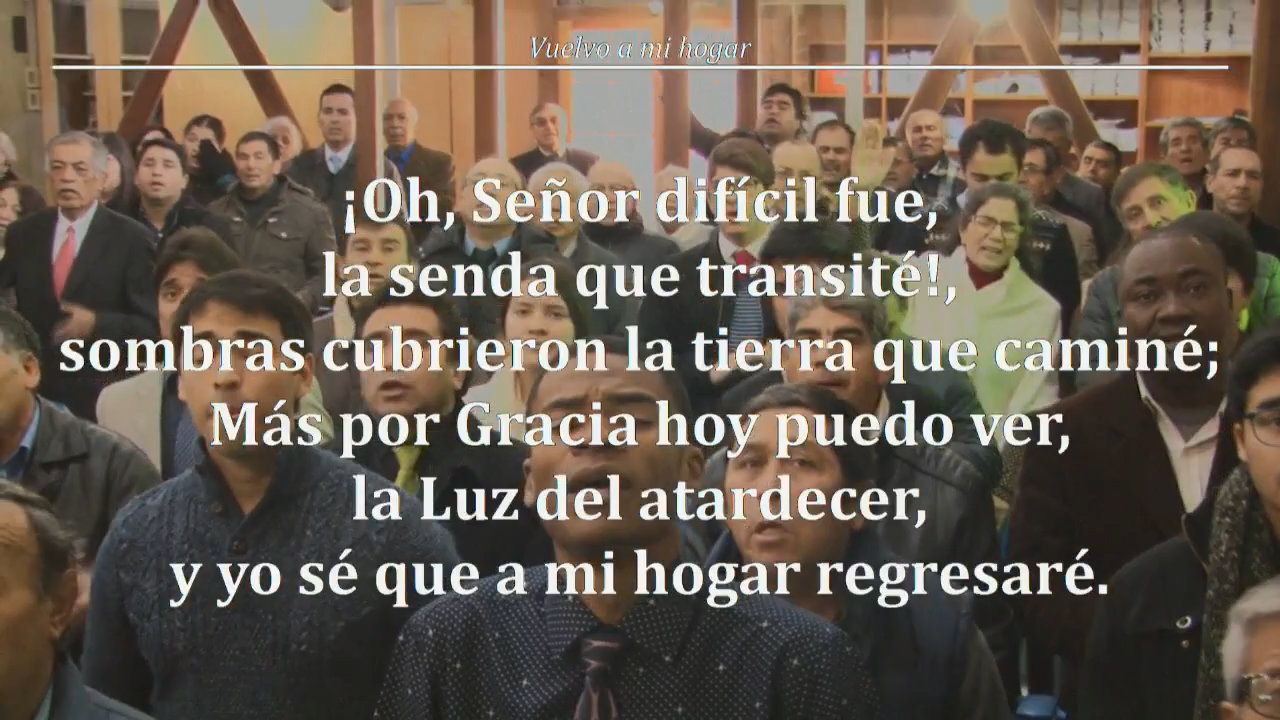 Vuelvo a mi hogar
¡Oh, Señor difícil fue,
la senda que transité!,
sombras cubrieron la tierra que caminé;
Más por Gracia hoy puedo ver,
la Luz del atardecer,
y yo sé que a mi hogar regresaré.